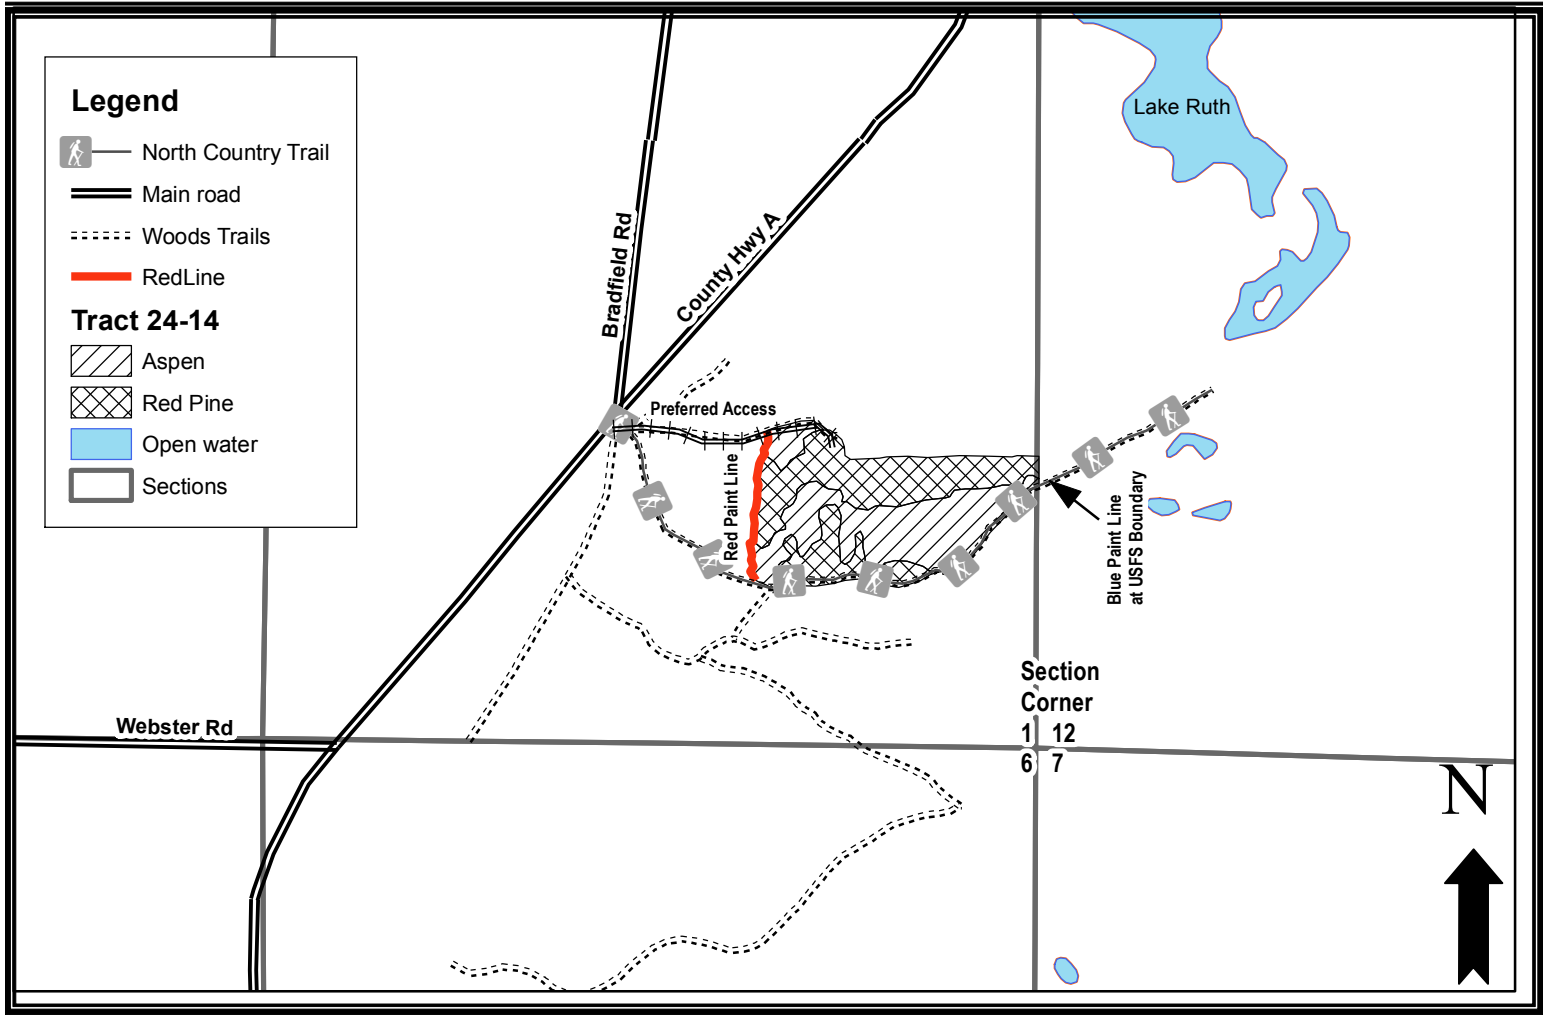 Legend
North Country Trail
Main road
Woods Trails
RedLine
Tract 24-14
Aspen
Red Pine
Open water
Sections
Lake Ruth
Bradfield Rd
County Hwy A
Preferred Access
Red Paint Line
Blue Paint Line
at USFS Boundary
Section
Corner
1 12
6 7
Webster Rd
N